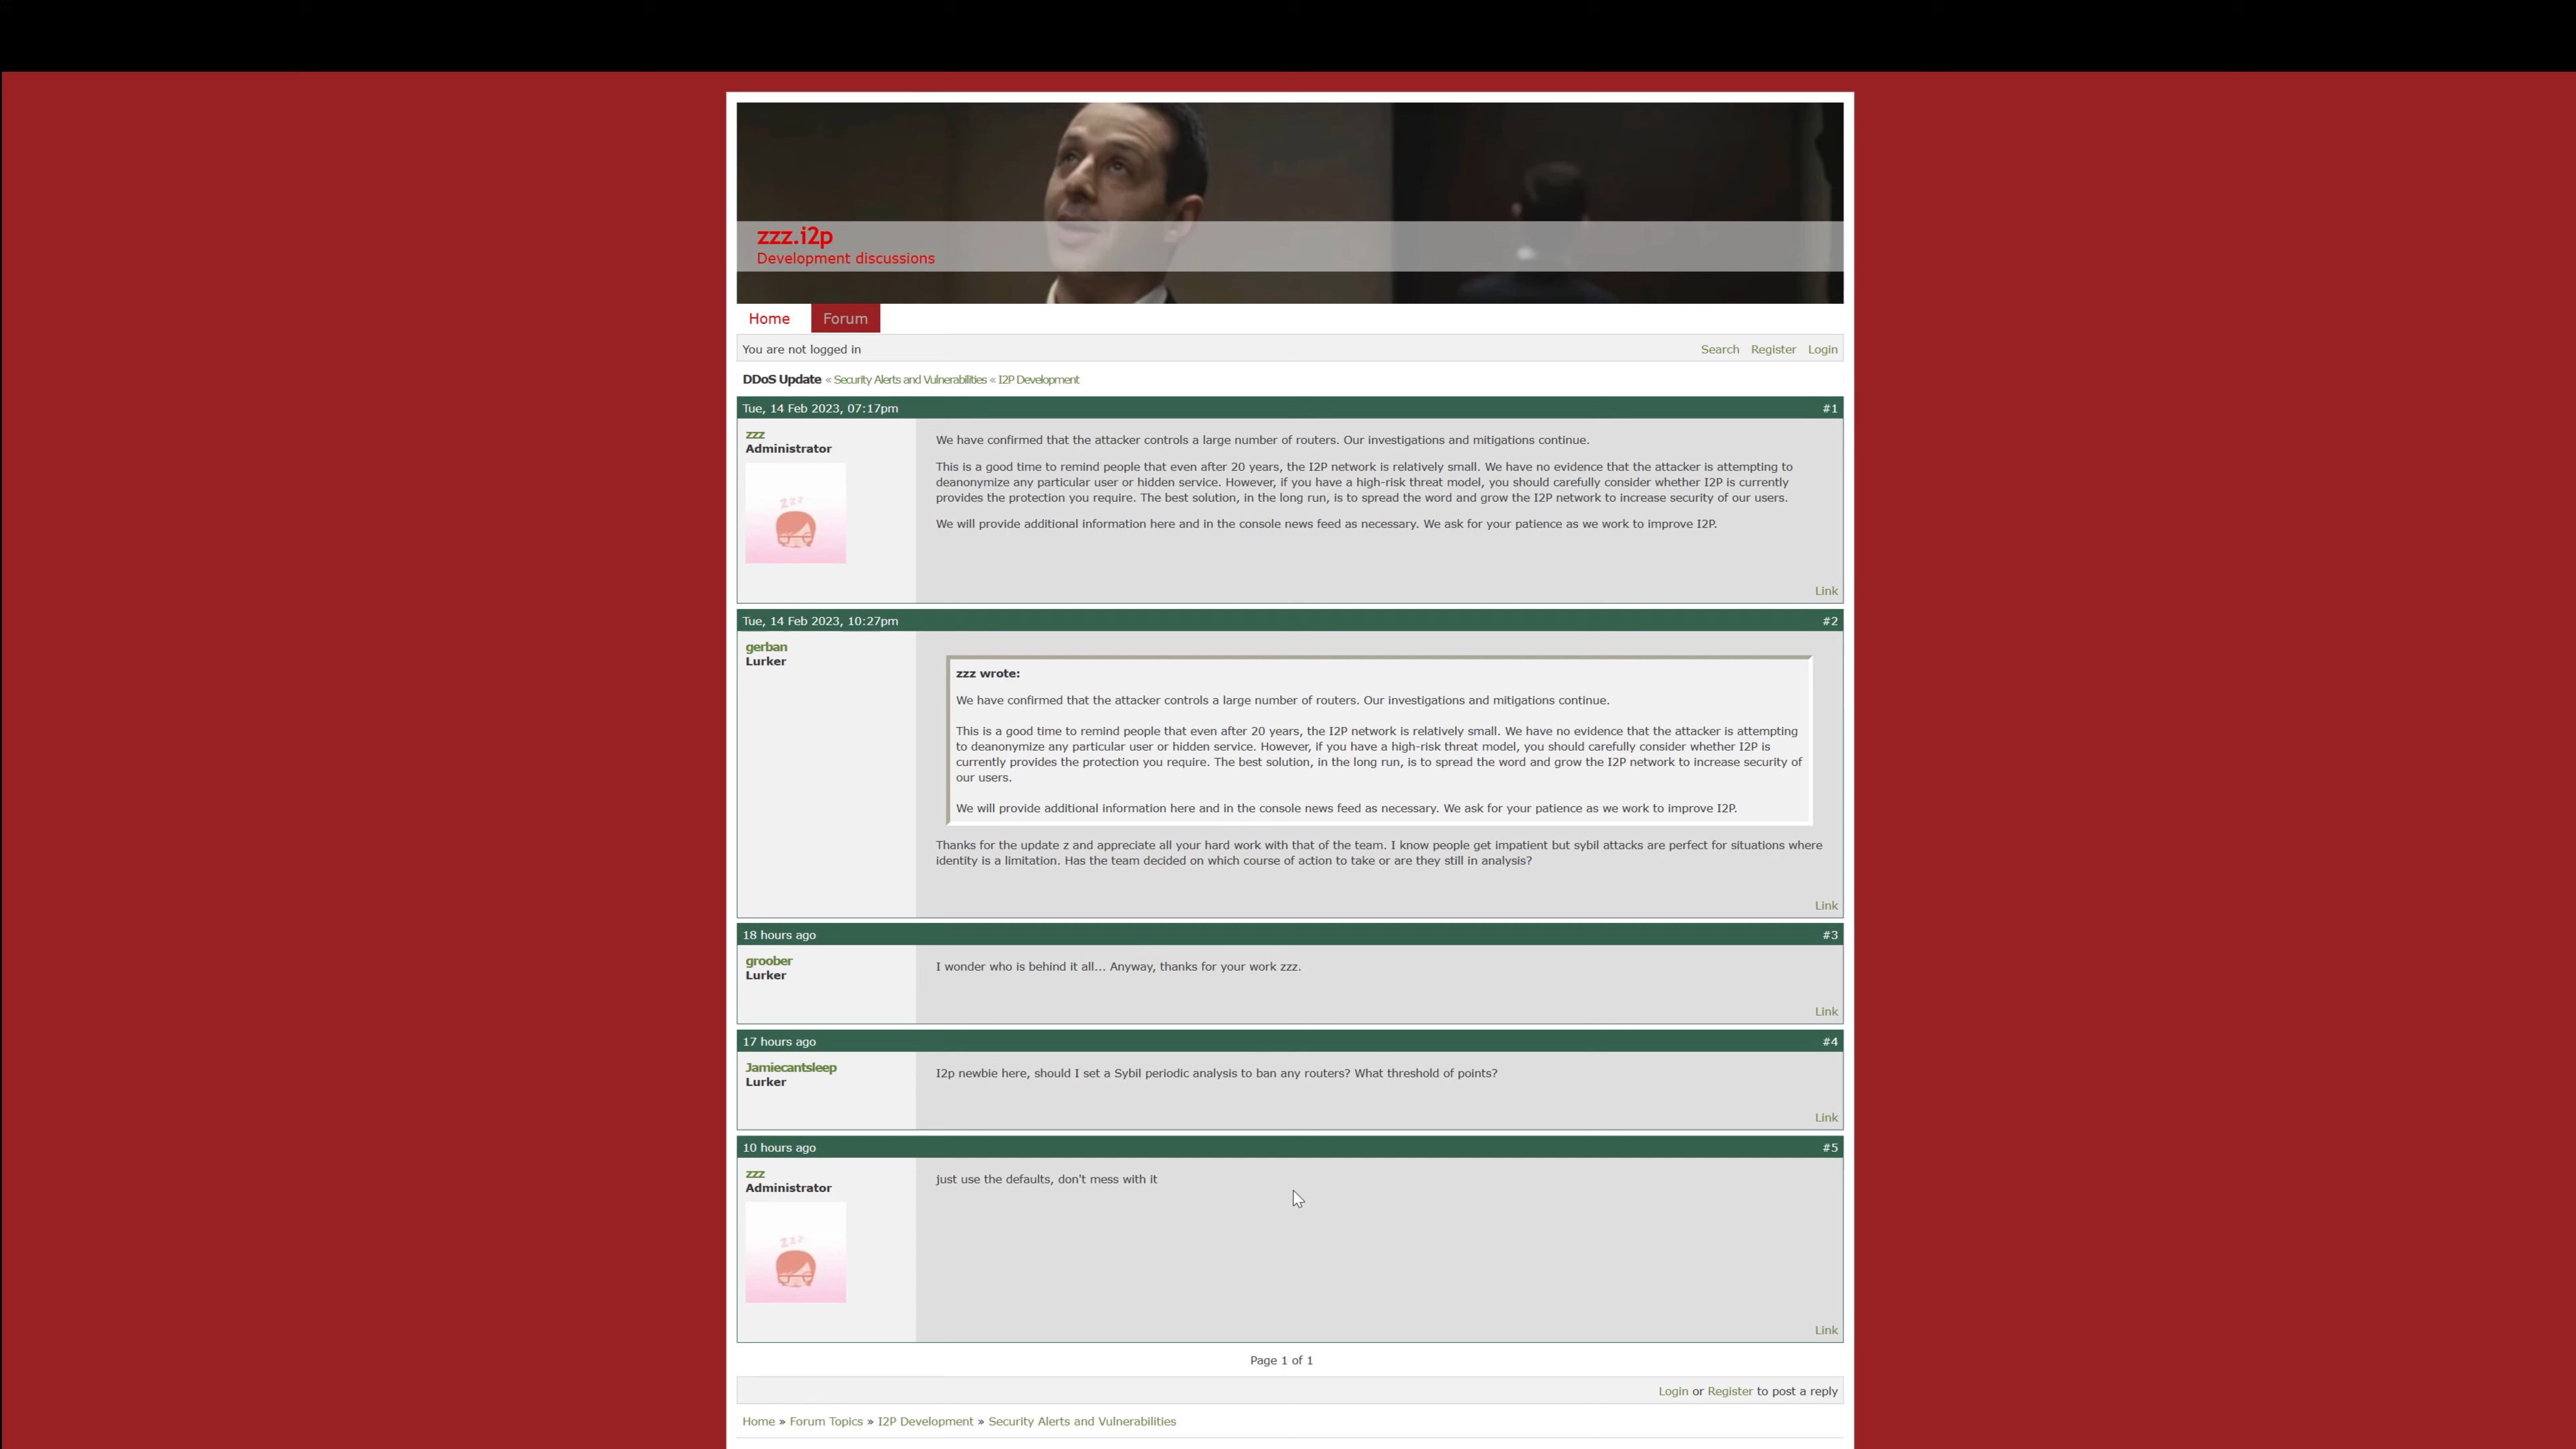 zzz.i2p
Development discussions
Home Forum
You are not logged in Search Register Login
DDoS Update « Security Alerts and Vulnerabilities « I2P Development
Tue, 14 Feb 2023, 07:17pm #1
zzz
Administrator
zzz
We have confirmed that the attacker controls a large number of routers. Our investigations and mitigations continue.
This is a good time to remind people that even after 20 years, the I2P network is relatively small. We have no evidence that the attacker is attempting to
deanonymize any particular user or hidden service. However, if you have a high-risk threat model, you should carefully consider whether I2P is currently
provides the protection you require. The best solution, in the long run, is to spread the word and grow the I2P network to increase security of our users.
We will provide additional information here and in the console news feed as necessary. We ask for your patience as we work to improve I2P.
Link
Tue, 14 Feb 2023, 10:27pm #2
gerban
Lurker
zzz wrote:
We have confirmed that the attacker controls a large number of routers. Our investigations and mitigations continue.
This is a good time to remind people that even after 20 years, the I2P network is relatively small. We have no evidence that the attacker is attempting
to deanonymize any particular user or hidden service. However, if you have a high-risk threat model, you should carefully consider whether I2P is
currently provides the protection you require. The best solution, in the long run, is to spread the word and grow the I2P network to increase security of
our users.
We will provide additional information here and in the console news feed as necessary. We ask for your patience as we work to improve I2P.
Thanks for the update z and appreciate all your hard work with that of the team. I know people get impatient but sybil attacks are perfect for situations where
identity is a limitation. Has the team decided on which course of action to take or are they still in analysis?
Link
18 hours ago #3
groober
Lurker
I wonder who is behind it all... Anyway, thanks for your work zzz.
Link
17 hours ago #4
Jamiecantsleep
Lurker
I2p newbie here, should I set a Sybil periodic analysis to ban any routers? What threshold of points?
Link
10 hours ago #5
zzz
Administrator
zzz
just use the defaults, don't mess with it
Link
Page 1 of 1
Login or Register to post a reply
Home » Forum Topics » I2P Development » Security Alerts and Vulnerabilities